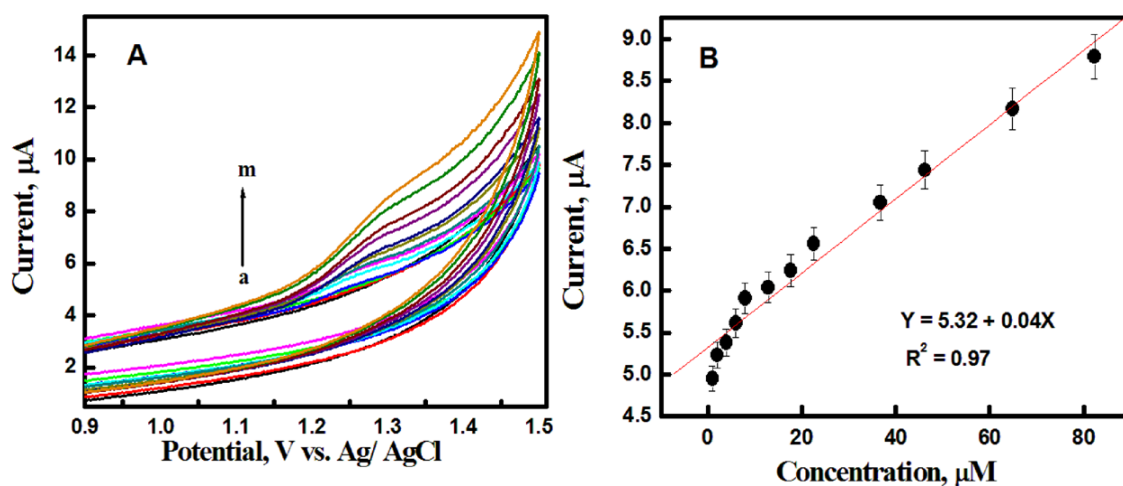 A
14
12
10
8
6
4
2
Current, μA
m
a
0.9 1.0 1.1 1.2 1.3 1.4 1.5
Potential, V vs. Ag/ AgCl
B
9.0
8.5
8.0
7.5
7.0
6.5
6.0
5.5
5.0
4.5
Current, μA
Y = 5.32 + 0.04X
R² = 0.97
0 20 40 60 80
Concentration, μM